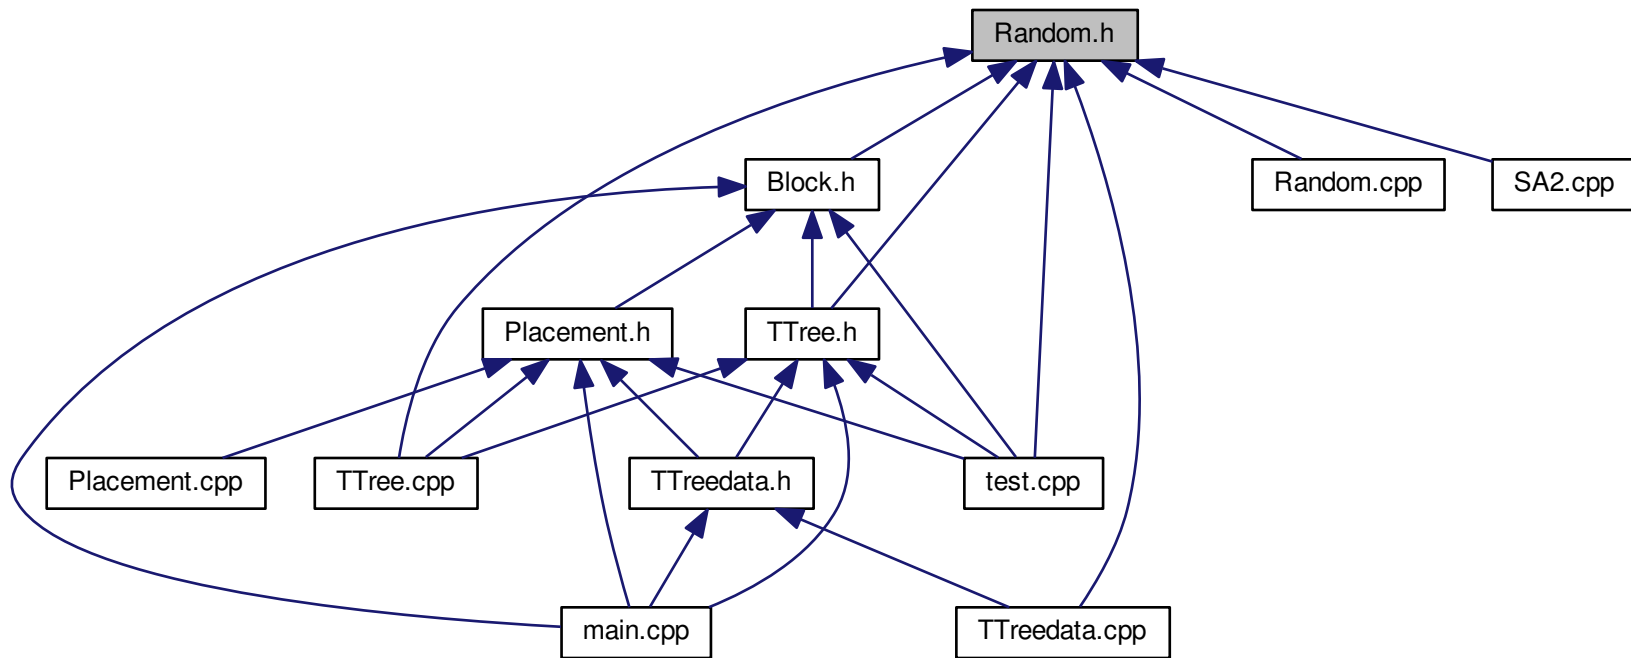 Random.h
Block.h
Random.cpp
SA2.cpp
Placement.h
TTree.h
Placement.cpp
TTree.cpp
TTreedata.h
test.cpp
main.cpp
TTreedata.cpp